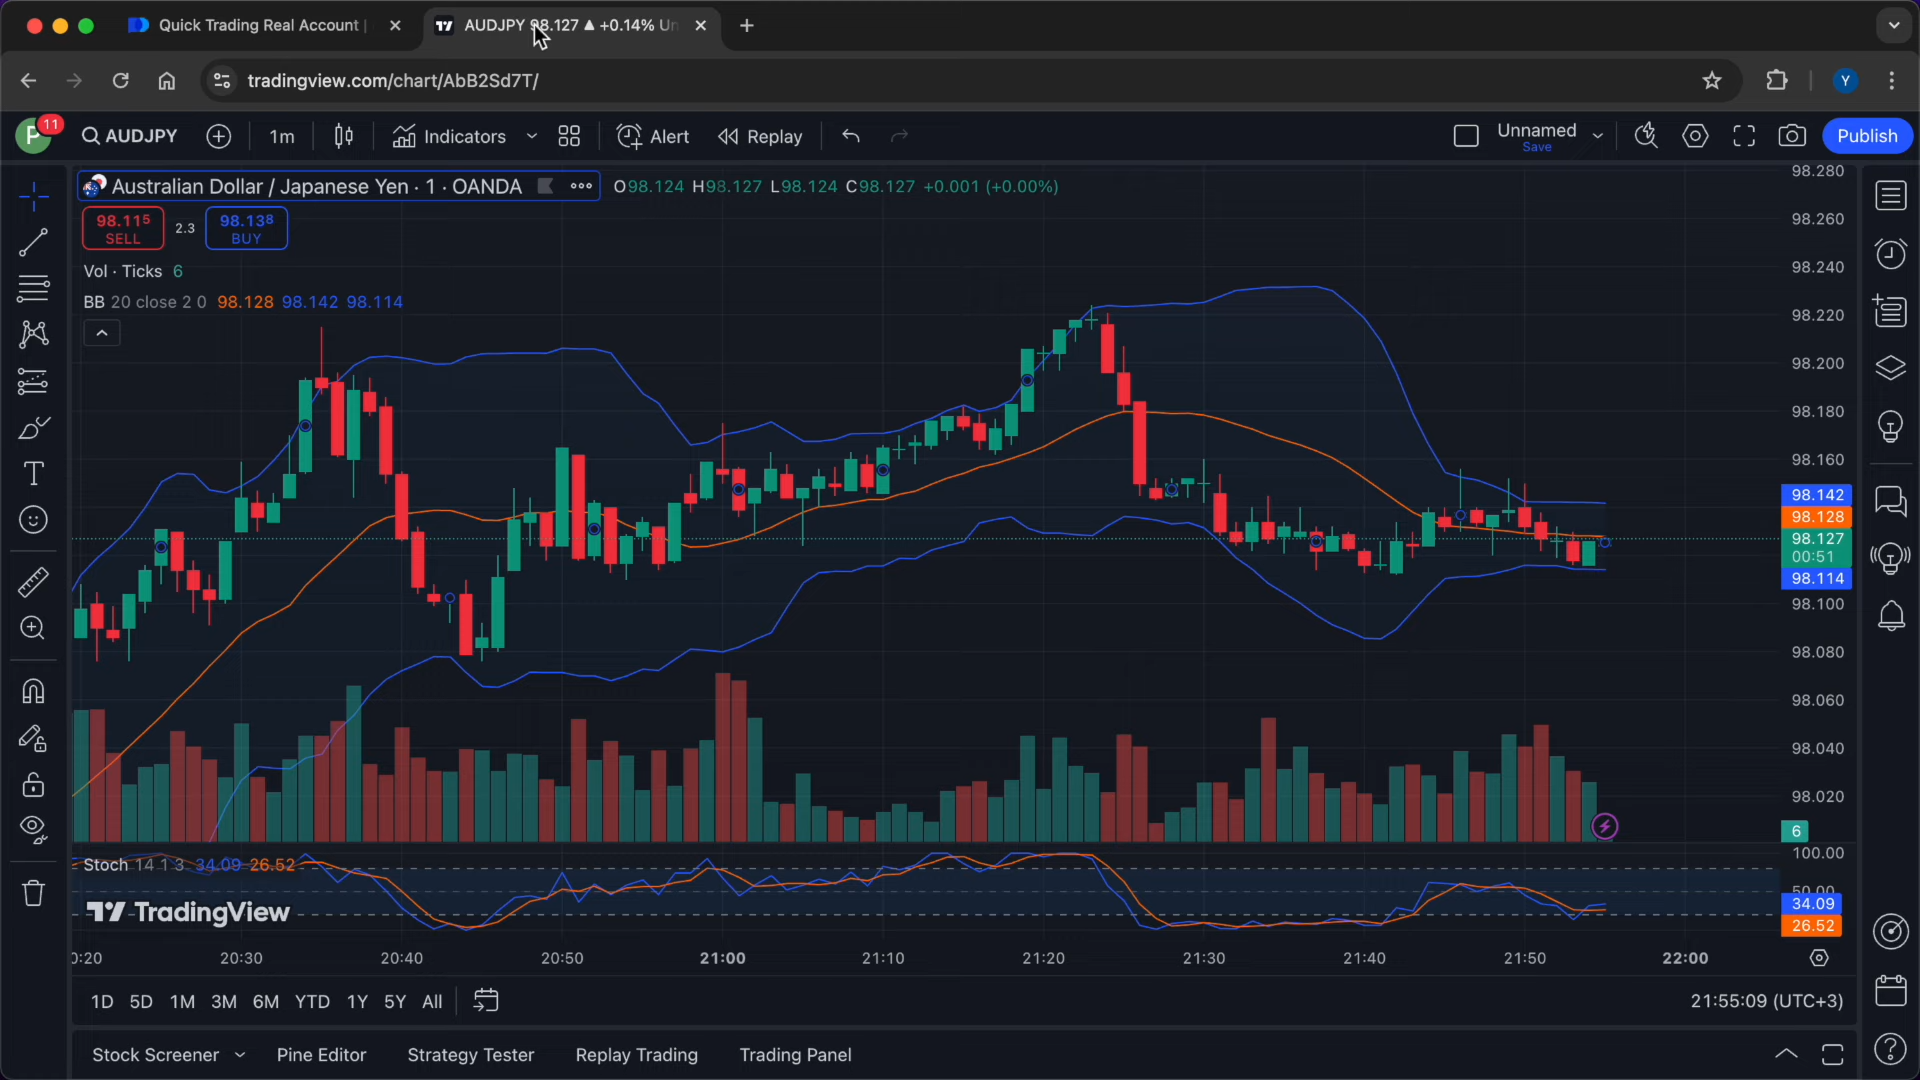 Quick Trading Real Account |
AUDJPY 98.127 ▲ +0.14% Un
tradingview.com/chart/AbB2Sd7T/
P 11 AUDJPY 1m Indicators Alert Replay Unnamed Save Publish
Y
Australian Dollar / Japanese Yen · 1 · OANDA O98.124 H98.127 L98.124 C98.127 +0.001 (+0.00%)
98.115 SELL 2.3 98.138 BUY
Vol · Ticks 6
BB 20 close 2 0 98.128 98.142 98.114
98.280
98.260
98.240
98.220
98.200
98.180
98.160
98.142
98.128
98.127
00:51
98.114
98.100
98.080
98.060
98.040
98.020
6
Stoch 14 1 3 34.09 26.52
100.00
50.00
34.09
26.52
TradingView
0:20 20:30 20:40 20:50 21:00 21:10 21:20 21:30 21:40 21:50 22:00
1D 5D 1M 3M 6M YTD 1Y 5Y All 21:55:09 (UTC+3)
Stock Screener Pine Editor Strategy Tester Replay Trading Trading Panel